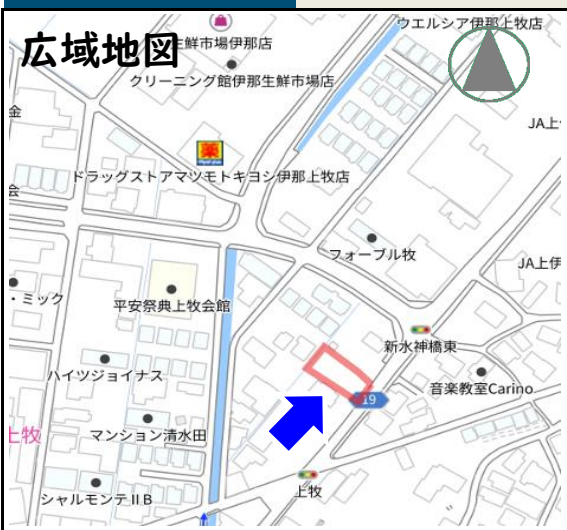 広域地図
ウエルシア伊那上牧店
生鮮市場伊那店
クリーニング館伊那生鮮市場店
金
JA上
薬
ドラッグストアマツモトキヨシ伊那上牧店
会
フォーブル牧
JA上伊
・ミック
平安祭典上牧会館
新水神橋東
ハイツジョイナス
音楽教室Carino
19
上牧
マンション清水田
上牧
シャルモンテⅡB